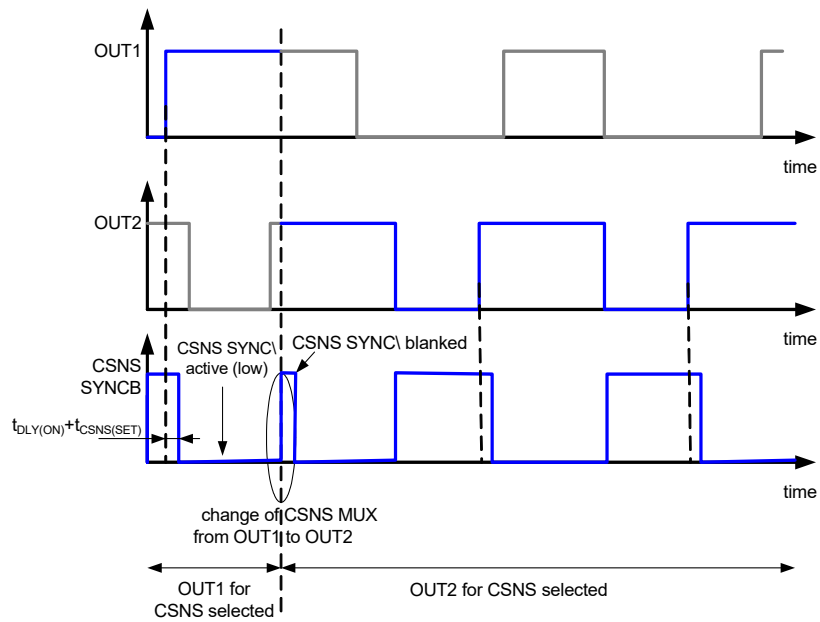 OUT1
time
OUT2
time
CSNS SYNC\ blanked
CSNS SYNC\
active (low)
CSNS
SYNCB
tDLY(ON)+tCSNS(SET)
time
change of CSNS MUX
from OUT1 to OUT2
OUT1 for
CSNS selected
OUT2 for CSNS selected